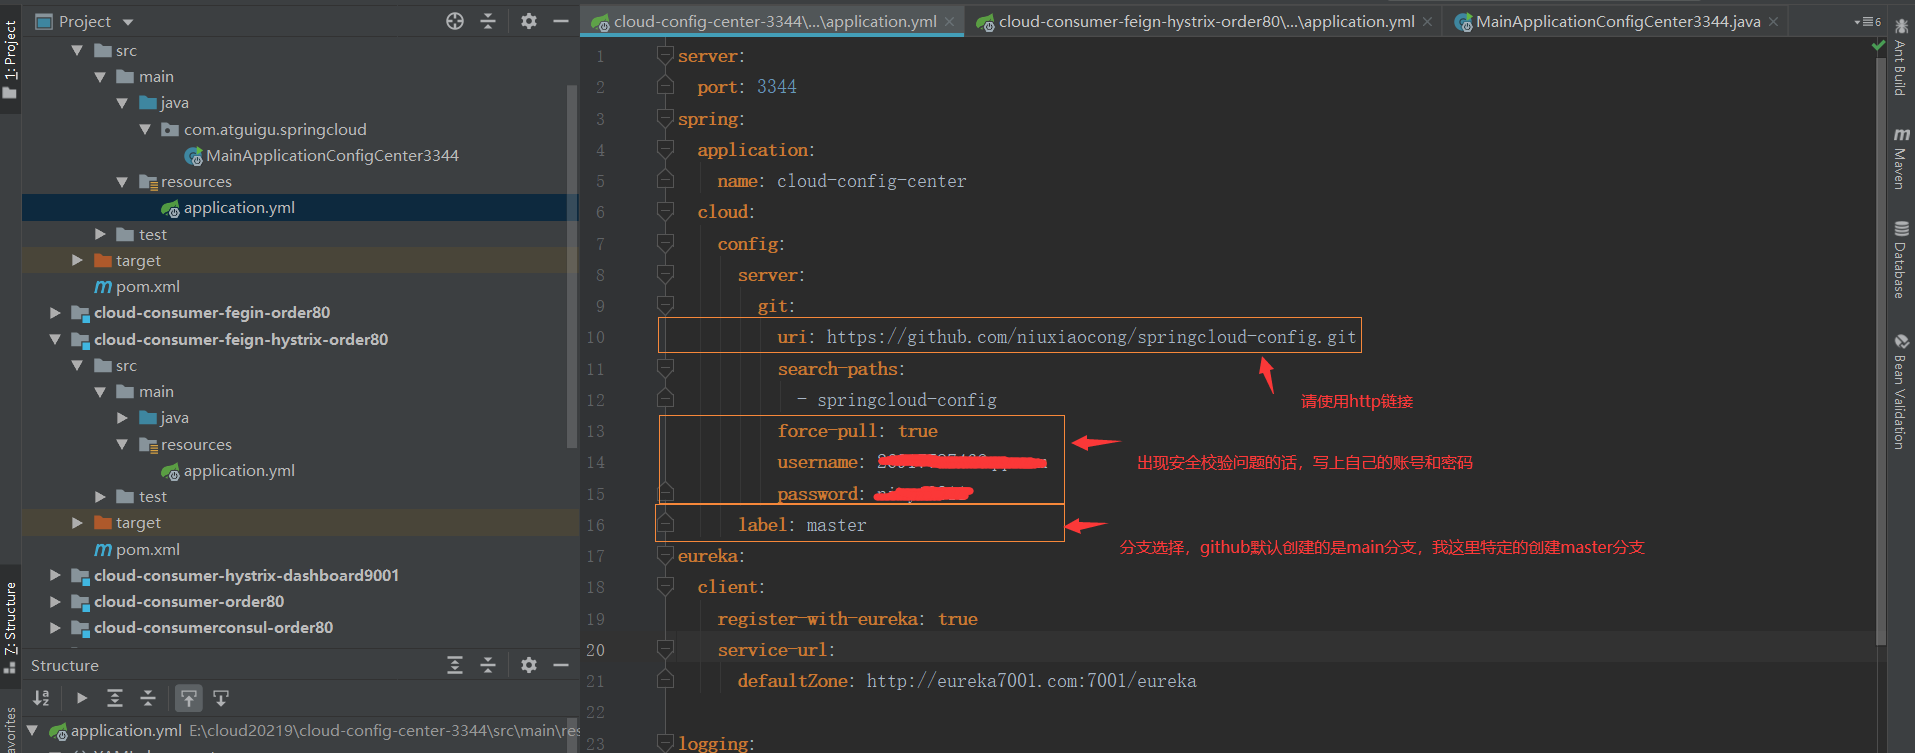 Project
cloud-config-center-3344\...\application.yml
cloud-consumer-feign-hystrix-order80\...\application.yml
MainApplicationConfigCenter3344.java
6
1: Project
7: Structure
avorites
src
main
java
com.atguigu.springcloud
MainApplicationConfigCenter3344
resources
application.yml
test
target
pom.xml
cloud-consumer-fegin-order80
cloud-consumer-feign-hystrix-order80
src
main
java
resources
application.yml
test
target
pom.xml
cloud-consumer-hystrix-dashboard9001
cloud-consumer-order80
cloud-consumerconsul-order80
Structure
application.yml E:\cloud20219\cloud-config-center-3344\src\main\res
1 server:
2 port: 3344
3 spring:
4 application:
5 name: cloud-config-center
6 cloud:
7 config:
8 server:
9 git:
10 uri: https://github.com/niuxiaocong/springcloud-config.git
11 search-paths:
请使用http链接
12 - springcloud-config
13 force-pull: true
14 username:
出现安全校验问题的话，写上自己的账号和密码
15 password:
16 label: master
分支选择，github默认创建的是main分支，我这里特定的创建master分支
17 eureka:
18 client:
19 register-with-eureka: true
20 service-url:
21 defaultZone: http://eureka7001.com:7001/eureka
22
23 logging:
Ant Build
Maven
Database
Bean Validation